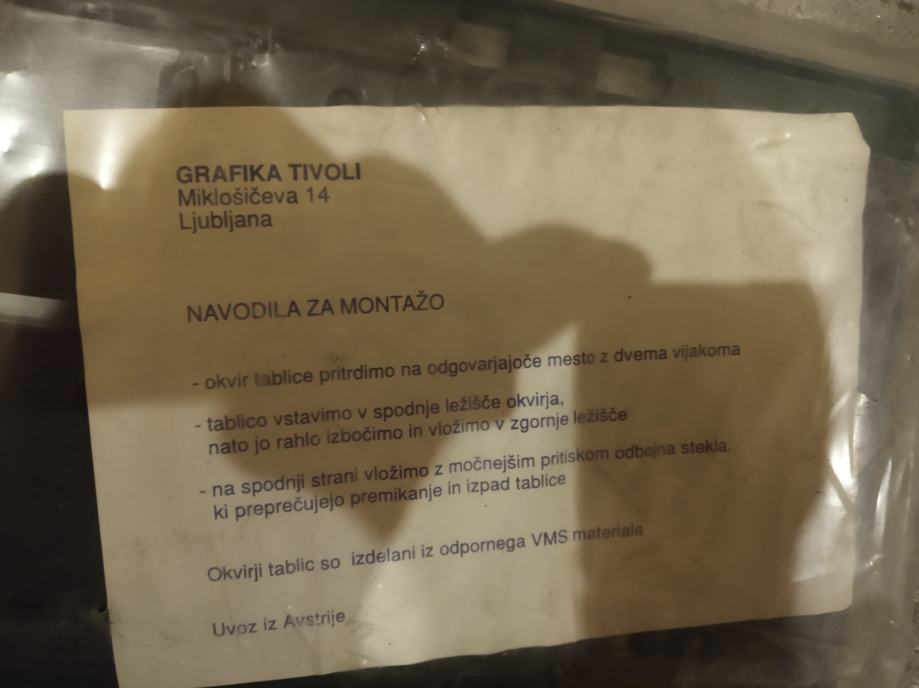 GRAFIKA TIVOLI
Miklošičeva 14
Ljubljana
NAVODILA ZA MONTAŽO
- okvir tablice pritrdimo na odgovarjajoče mesto z dvema vijakoma
- tablico vstavimo v spodnje ležišče okvirja,
nato jo rahlo izbočimo in vložimo v zgornje ležišče
- na spodnji strani vložimo z močnejšim pritiskom odbojna stekla,
ki preprečujejo premikanje in izpad tablice
Okvirji tablic so izdelani iz odpornega VMS materiala
Uvoz iz Avstrije